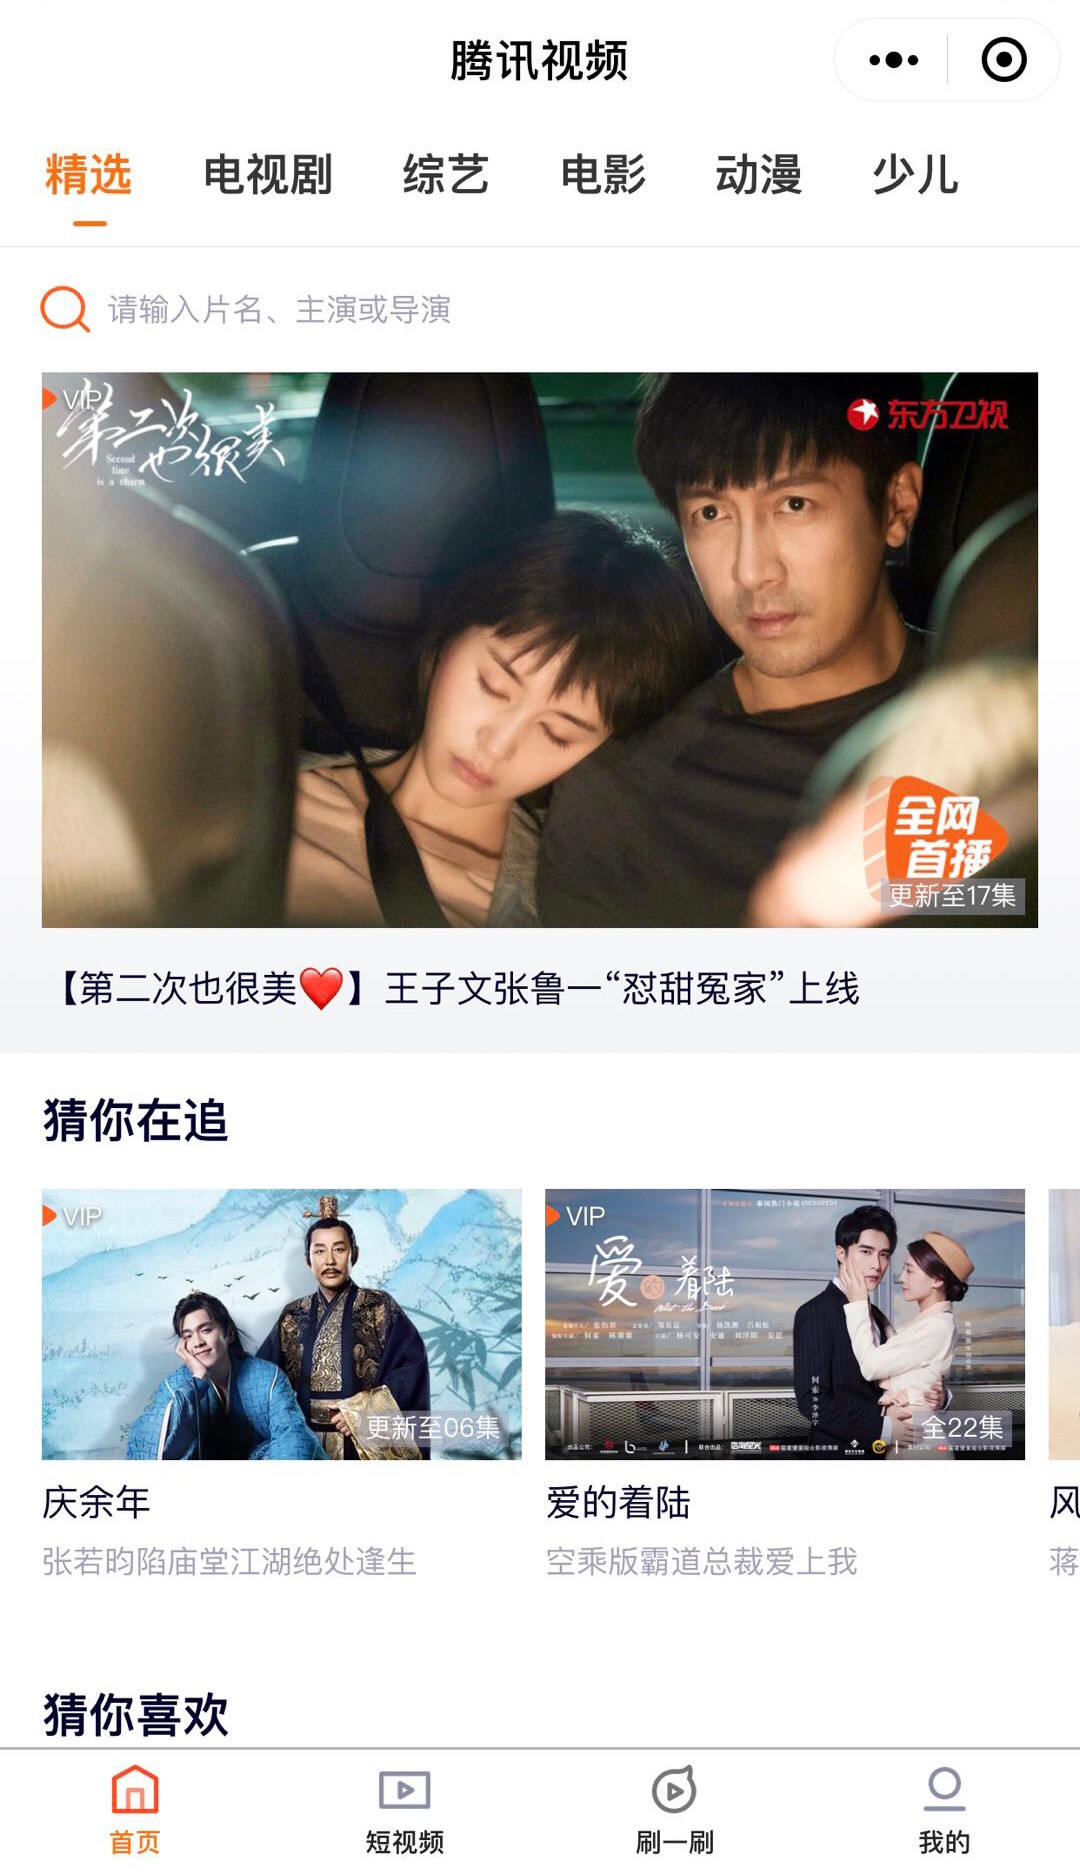 腾讯视频
精选 电视剧 综艺 电影 动漫 少儿
请输入片名、主演或导演
VIP
第二次也很美
Second
time
is a charm
东方卫视
全网
首播
更新至17集
【第二次也很美❤️】王子文张鲁一“怼甜冤家”上线
猜你在追
VIP
更新至06集
VIP
爱的着陆
全22集
庆余年
张若昀陷庙堂江湖绝处逢生
爱的着陆
空乘版霸道总裁爱上我
风
蒋
猜你喜欢
首页 短视频 刷一刷 我的